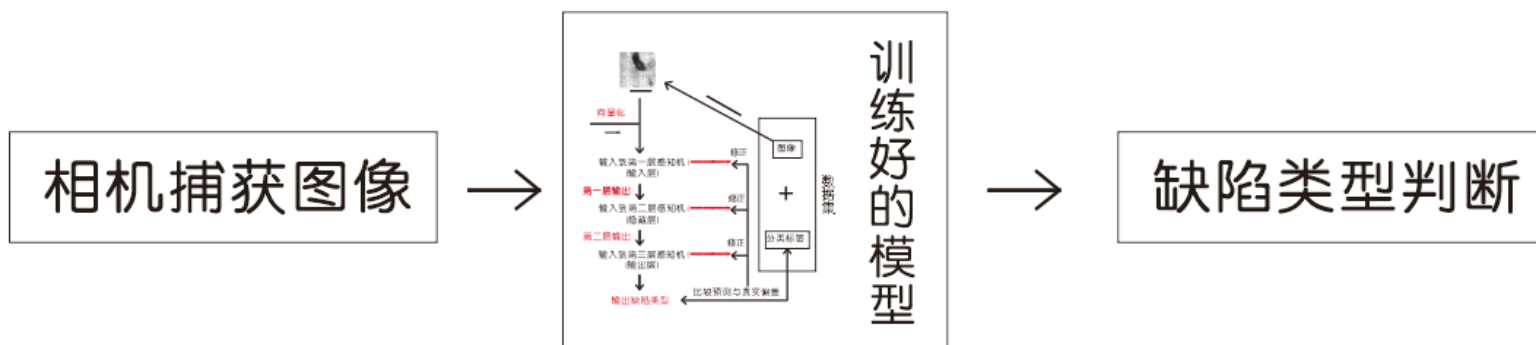 相机捕获图像
向量化
输入到第一层感知机
(输入层)
第一层输出
输入到第二层感知机
(隐藏层)
第二层输出
输入到第三层感知机
(输出层)
输出缺陷类型
修正
修正
修正
图像
+
分类标签
数据集
比较预测与真实偏差
训练好的模型
缺陷类型判断